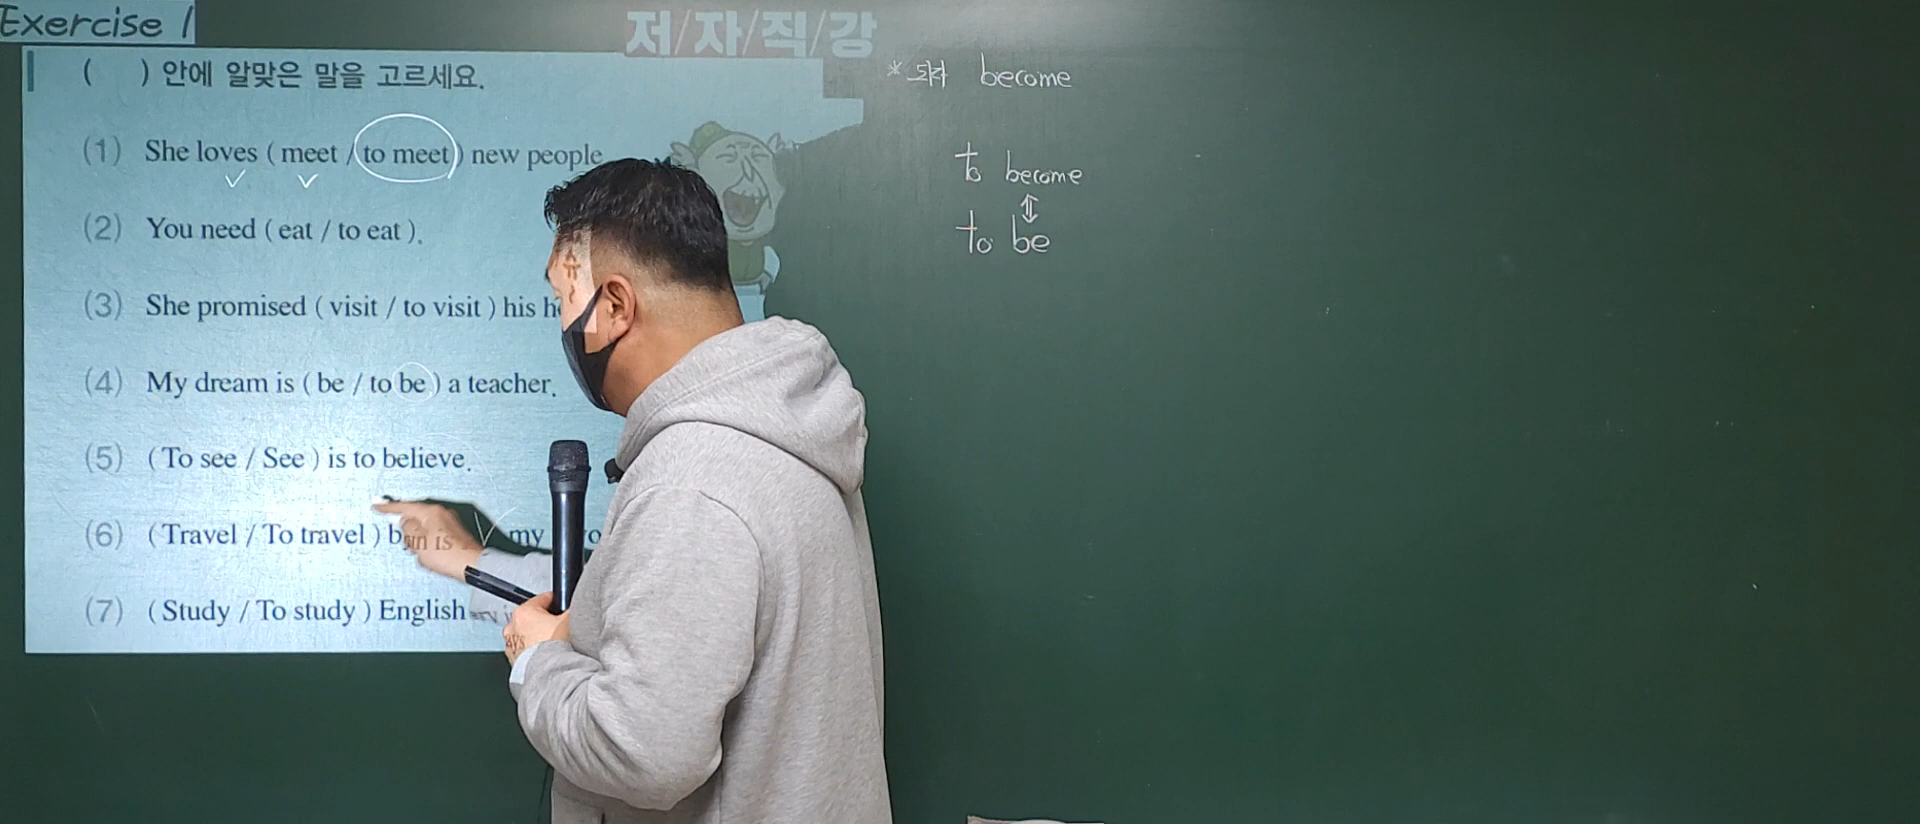 Exercise 1
저/자/직/강
( ) 안에 알맞은 말을 고르세요.
(1) She loves ( meet / to meet ) new people
(2) You need ( eat / to eat ).
(3) She promised ( visit / to visit ) his
(4) My dream is ( be / to be ) a teacher.
(5) ( To see / See ) is to believe.
(6) ( Travel / To travel ) is my
(7) ( Study / To study ) English
* 되자 become
to become
to be